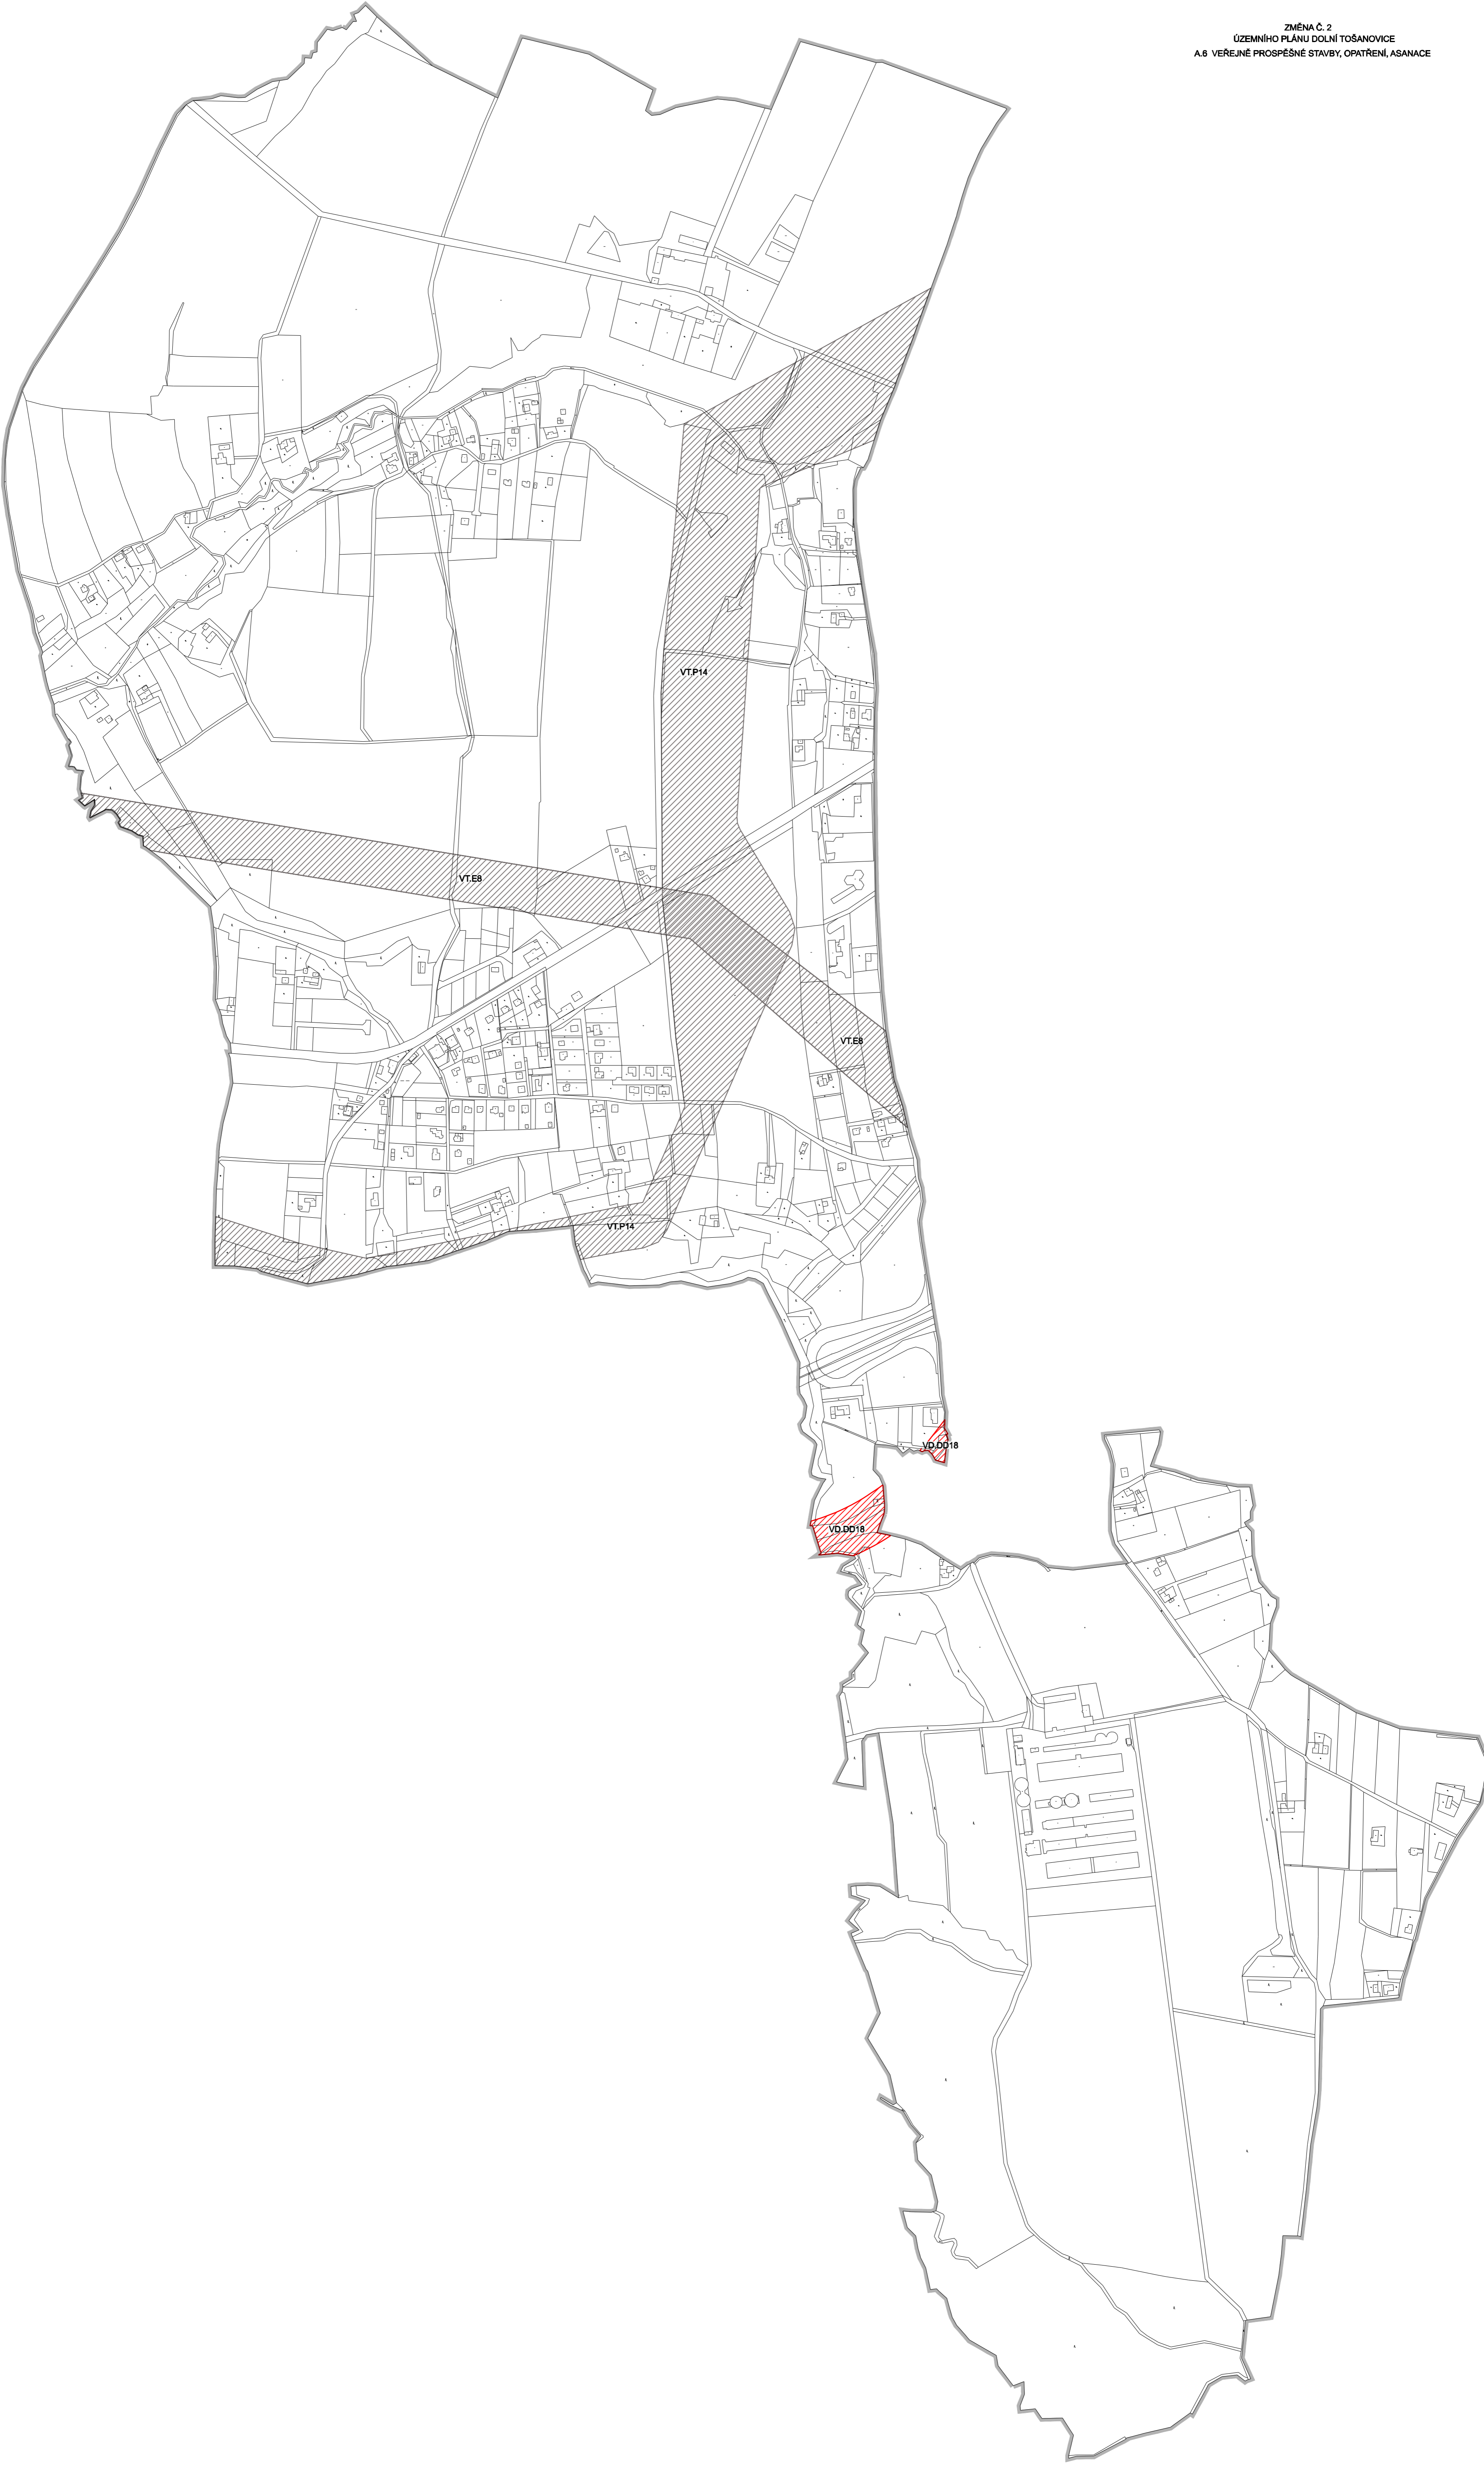 ZMĚNA Č. 2
ÚZEMNÍHO PLÁNU DOLNÍ TOŠANOVICE
A.6 VEŘEJNĚ PROSPĚŠNÉ STAVBY, OPATŘENÍ, ASANACE
VT.P14
VT.E8
VT.E8
VT.P14
VD.DD18
VD.DD18